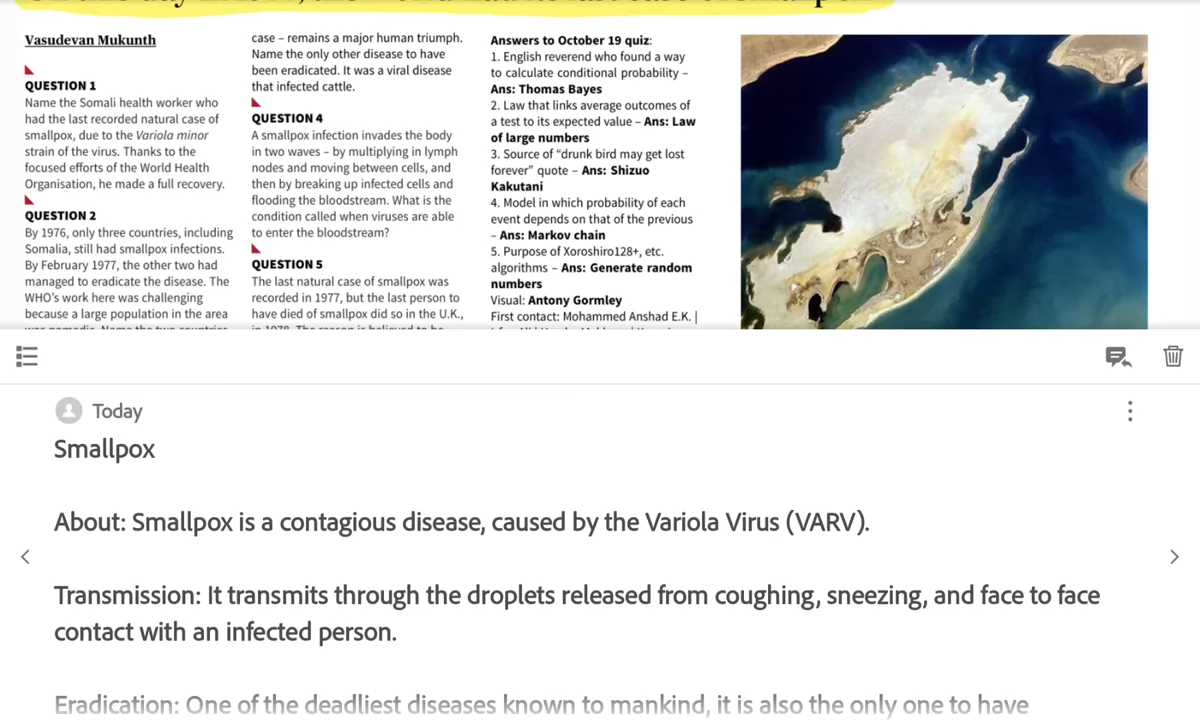 Vasudevan Mukunth
QUESTION 1
Name the Somali health worker who
had the last recorded natural case of
smallpox, due to the Variola minor
strain of the virus. Thanks to the
focused efforts of the World Health
Organisation, he made a full recovery.
QUESTION 2
By 1976, only three countries, including
Somalia, still had smallpox infections.
By February 1977, the other two had
managed to eradicate the disease. The
WHO's work here was challenging
because a large population in the area
case – remains a major human triumph.
Name the only other disease to have
been eradicated. It was a viral disease
that infected cattle.
QUESTION 4
A smallpox infection invades the body
in two waves – by multiplying in lymph
nodes and moving between cells, and
then by breaking up infected cells and
flooding the bloodstream. What is the
condition called when viruses are able
to enter the bloodstream?
QUESTION 5
The last natural case of smallpox was
recorded in 1977, but the last person to
have died of smallpox did so in the U.K.,
Answers to October 19 quiz:
1. English reverend who found a way
to calculate conditional probability –
Ans: Thomas Bayes
2. Law that links average outcomes of
a test to its expected value – Ans: Law
of large numbers
3. Source of "drunk bird may get lost
forever" quote – Ans: Shizuo
Kakutani
4. Model in which probability of each
event depends on that of the previous
– Ans: Markov chain
5. Purpose of Xoroshiro128+, etc.
algorithms – Ans: Generate random
numbers
Visual: Antony Gormley
First contact: Mohammed Anshad E.K. |
Today
Smallpox
About: Smallpox is a contagious disease, caused by the Variola Virus (VARV).
Transmission: It transmits through the droplets released from coughing, sneezing, and face to face
contact with an infected person.
Eradication: One of the deadliest diseases known to mankind, it is also the only one to have